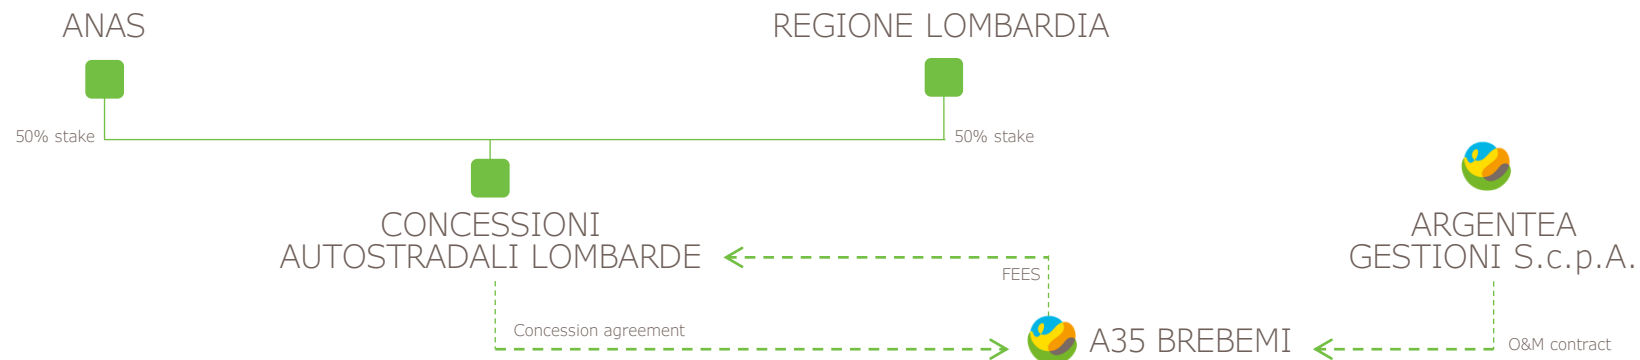 ANAS
REGIONE LOMBARDIA
50% stake
50% stake
CONCESSIONI
AUTOSTRADALI LOMBARDE
ARGENTEA
GESTIONI S.c.p.A.
FEES
Concession agreement
A35 BREBEMI
O&M contract